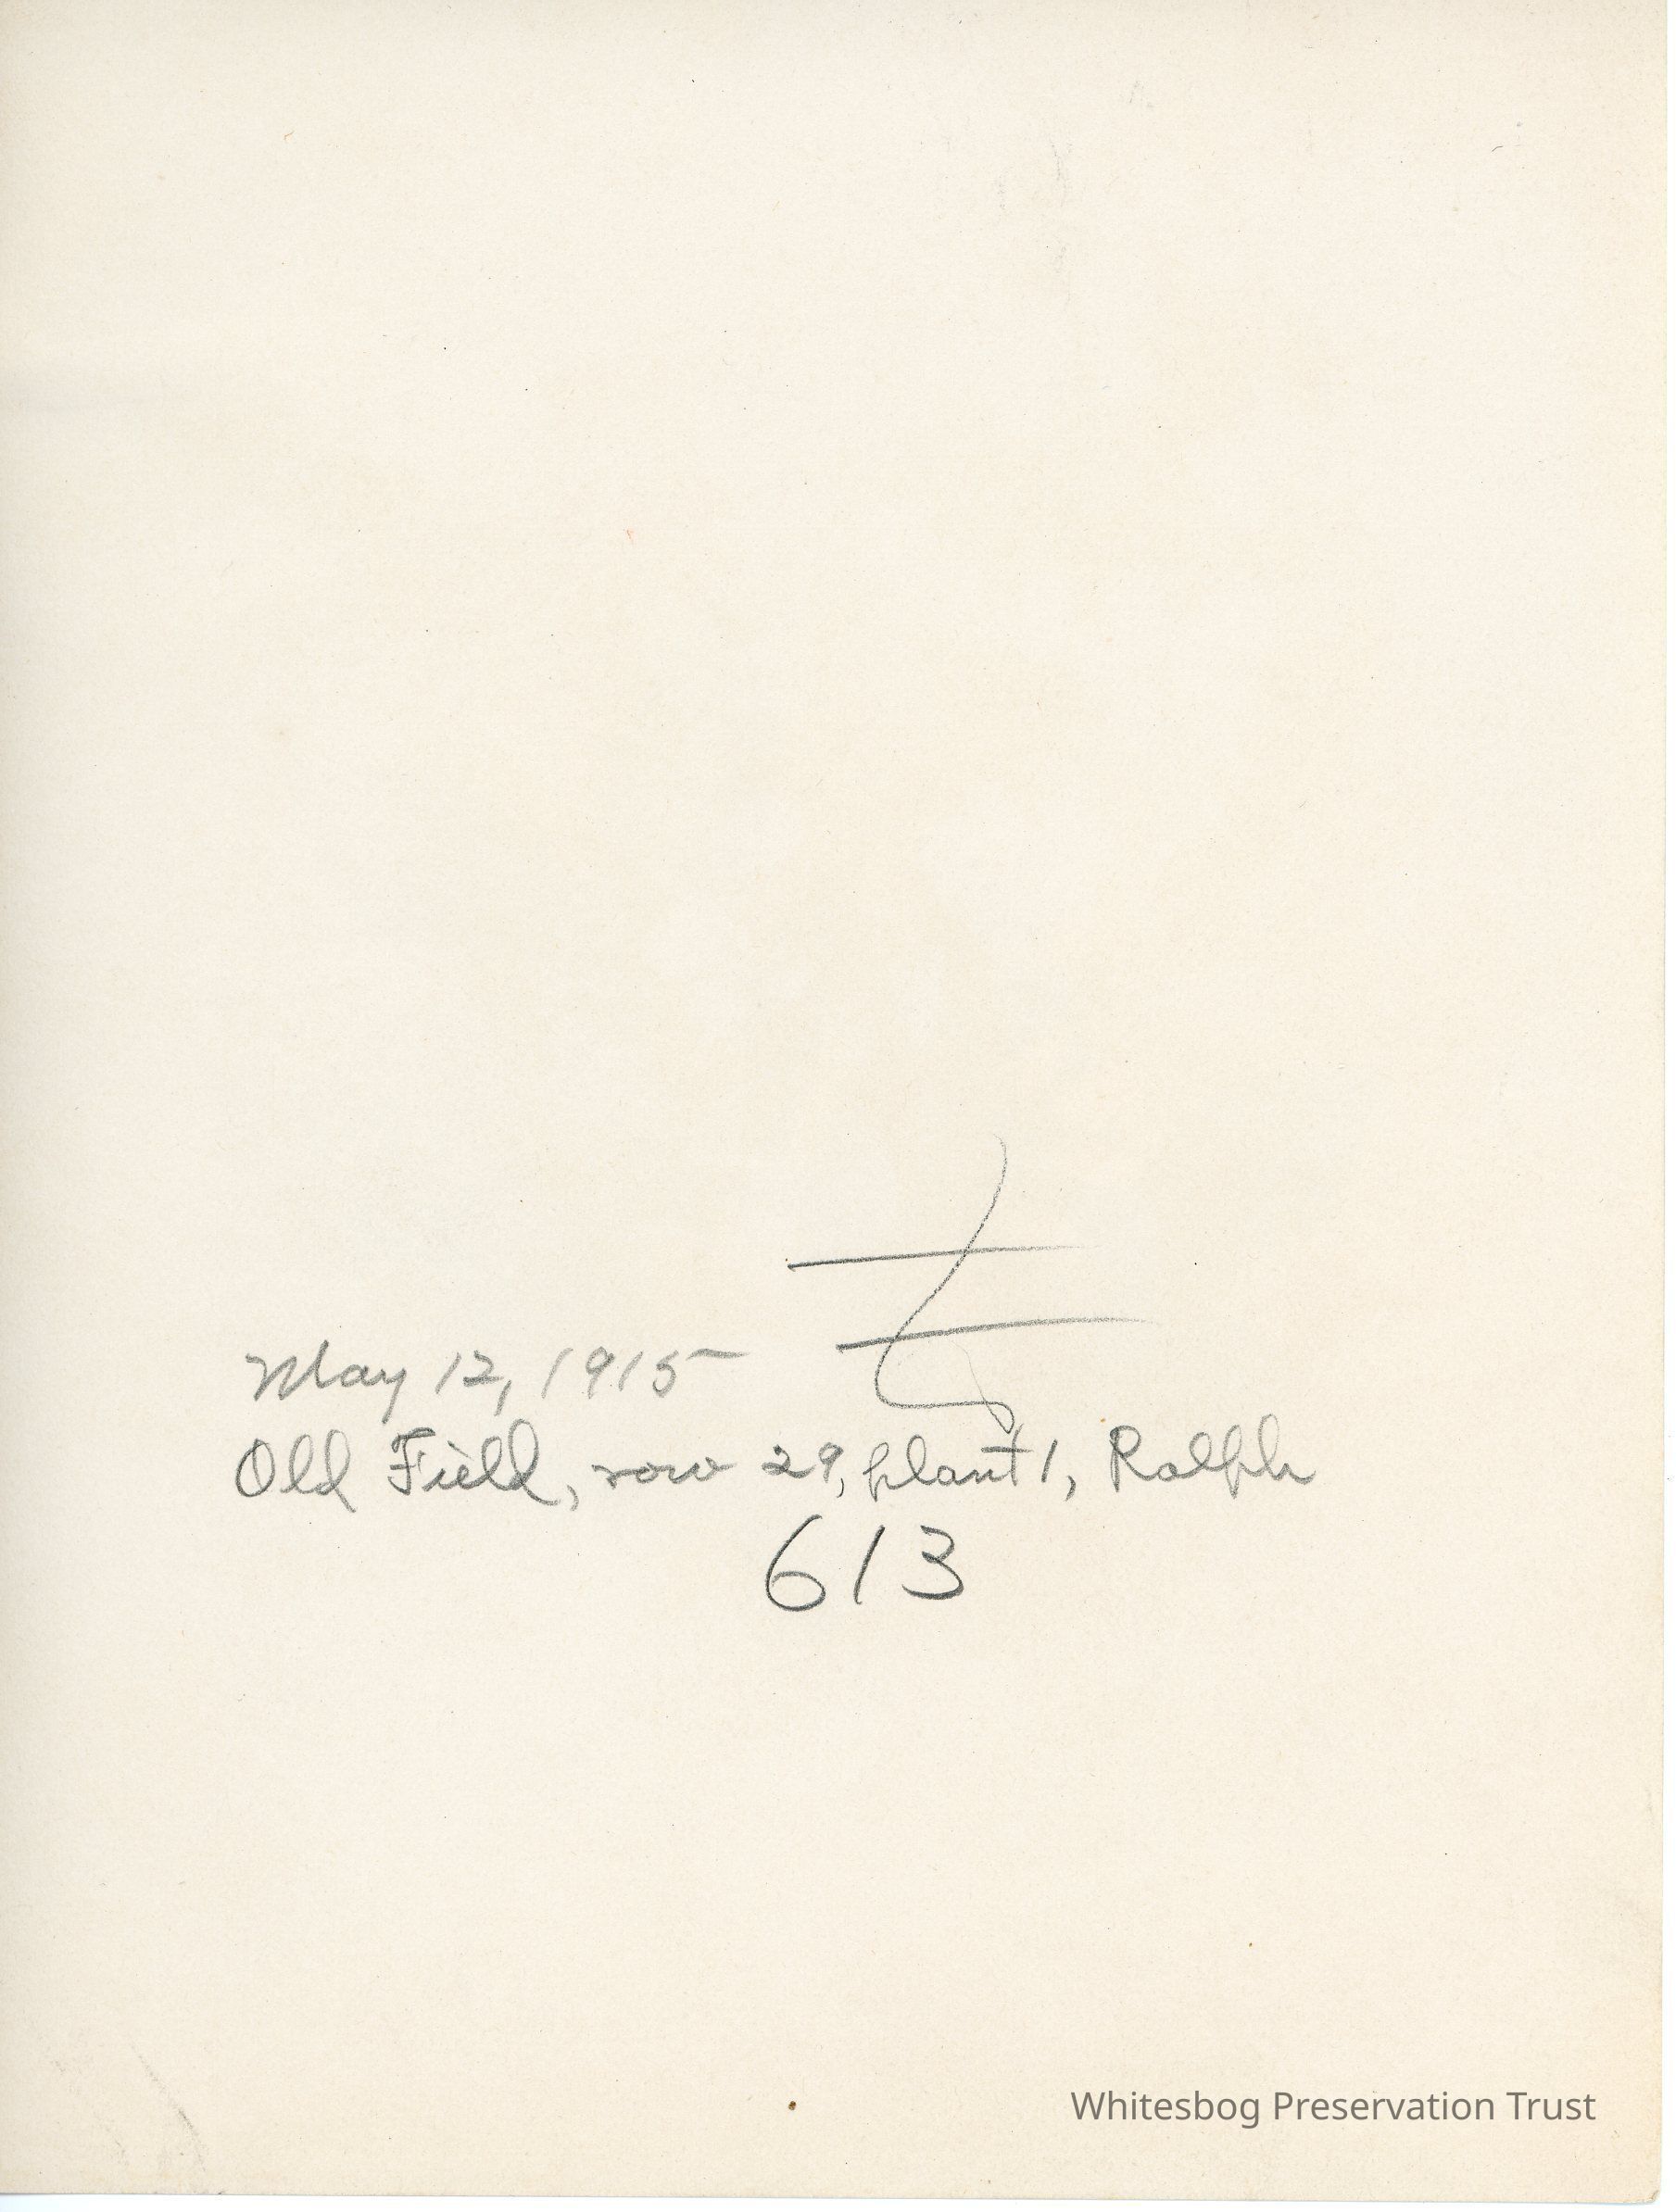 May 12, 1915
Old Field, row 29, plant 1, Ralph
613
Whitesbog Preservation Trust